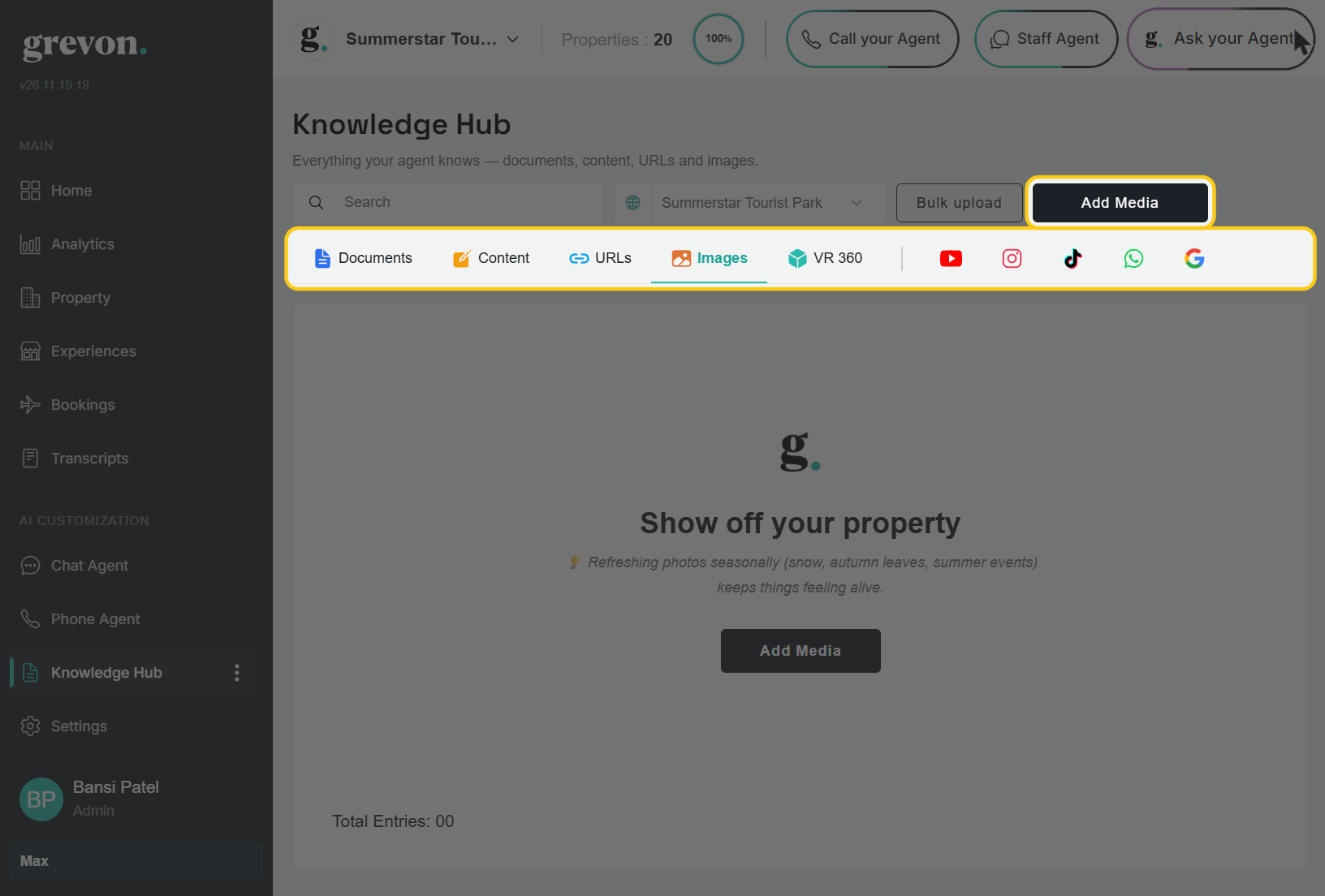 grevon.
v26.11.19.19
MAIN
Home
Analytics
Property
Experiences
Bookings
Transcripts
AI CUSTOMIZATION
Chat Agent
Phone Agent
Knowledge Hub
Settings
BP
Bansi Patel
Admin
Max
g.
Summerstar Tou...
Properties : 20
100%
Call your Agent
Staff Agent
g. Ask your Agent
Knowledge Hub
Everything your agent knows — documents, content, URLs and images.
Search
Summerstar Tourist Park
Bulk upload
Add Media
Documents
Content
URLs
Images
VR 360
g.
Show off your property
Refreshing photos seasonally (snow, autumn leaves, summer events)
keeps things feeling alive.
Add Media
Total Entries: 00